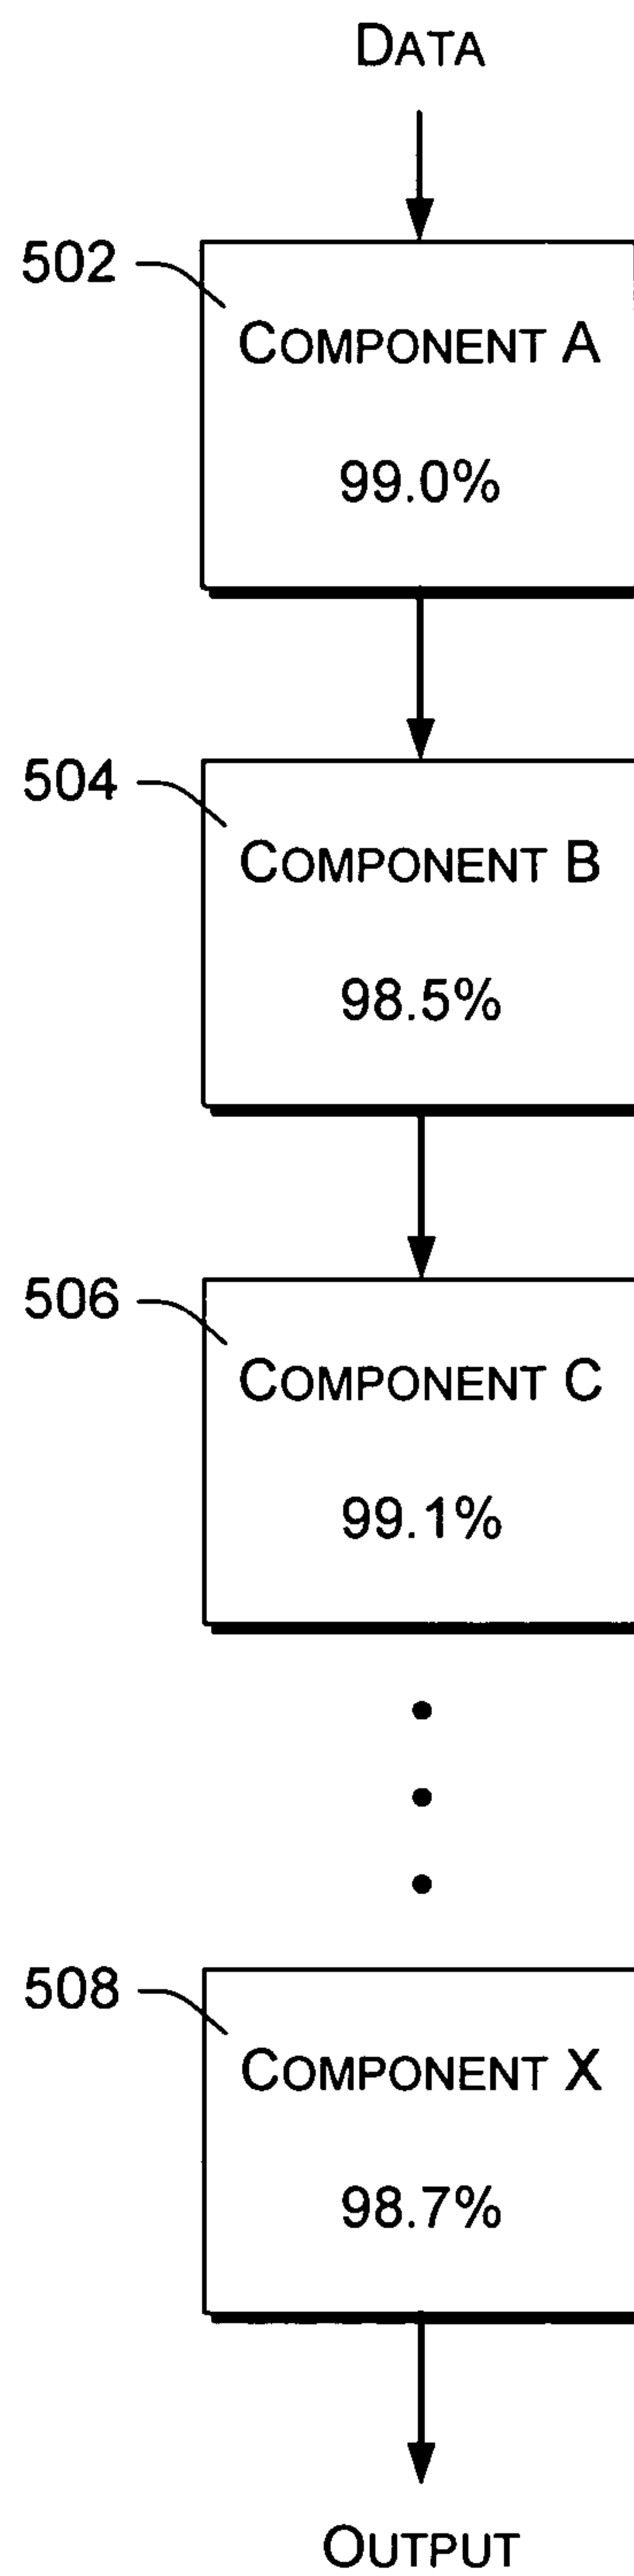 DATA
502
COMPONENT A
99.0%
504
COMPONENT B
98.5%
506
COMPONENT C
99.1%
508
COMPONENT X
98.7%
OUTPUT